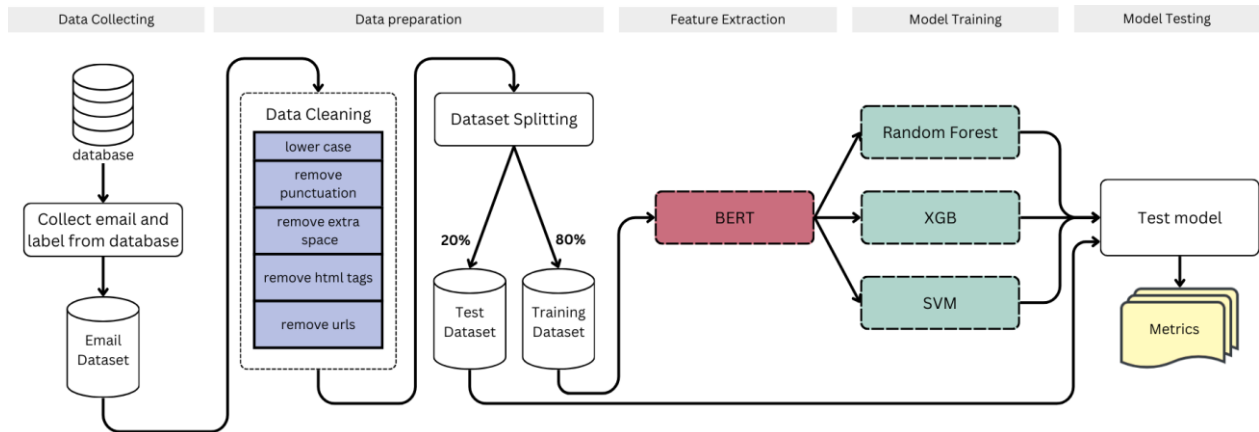 Data Collecting
Data preparation
Feature Extraction
Model Training
Model Testing
database
Collect email and
label from database
Email
Dataset
Data Cleaning
lower case
remove
punctuation
remove extra
space
remove html tags
remove urls
Dataset Splitting
20%
80%
Test
Dataset
Training
Dataset
BERT
Random Forest
XGB
SVM
Test model
Metrics